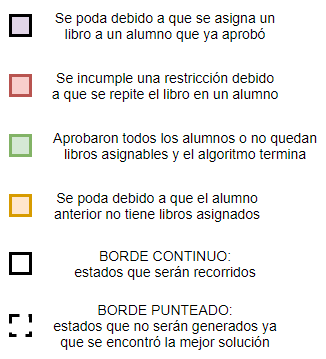 Se poda debido a que se asigna un
libro a un alumno que ya aprobó
Se incumple una restricción debido
a que se repite el libro en un alumno
Aprobaron todos los alumnos o no quedan
libros asignables y el algoritmo termina
Se poda debido a que el alumno
anterior no tiene libros asignados
BORDE CONTINUO:
estados que serán recorridos
BORDE PUNTEADO:
estados que no serán generados ya
que se encontró la mejor solución